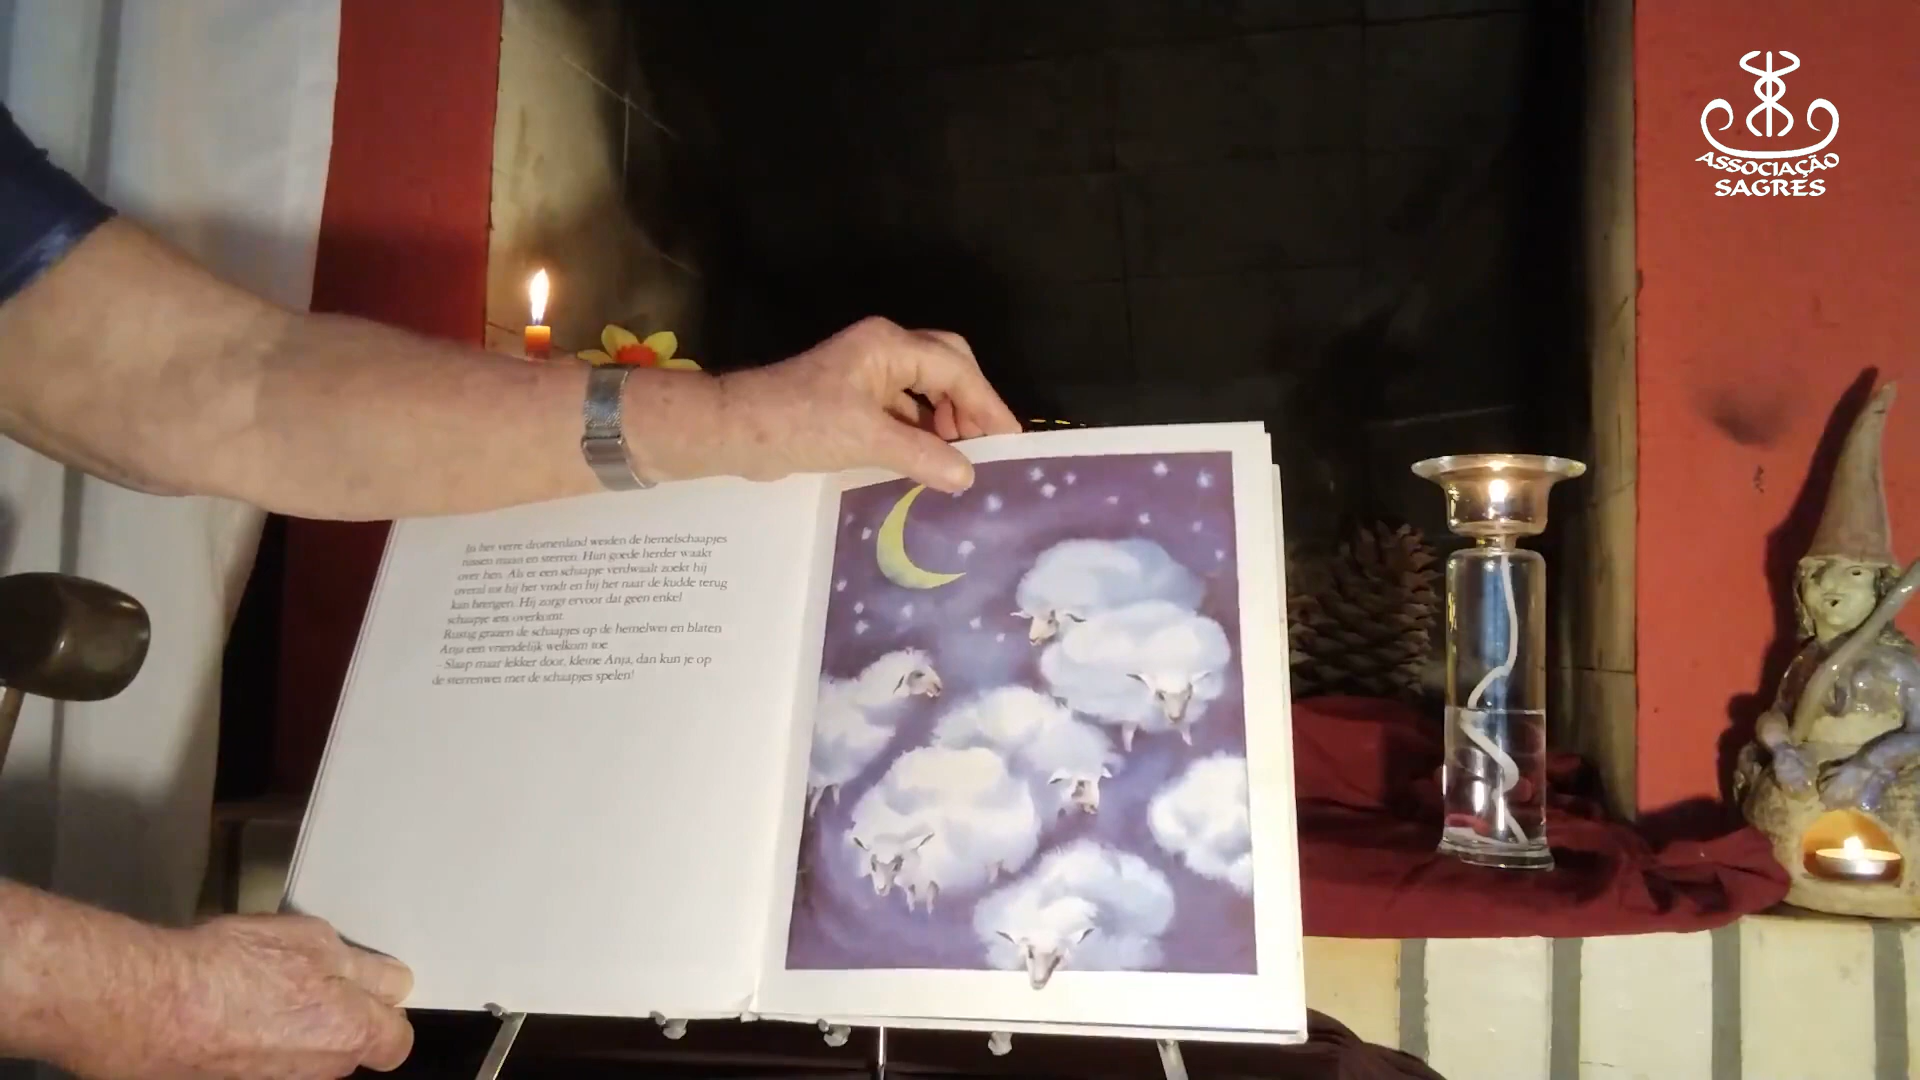 In het verre dromenland weiden de hemelschaapjes
tussen maan en sterren. Hun goede herder waakt
over hen. Als er een schaapje verdwaalt zoekt hij
overal tot hij het vindt en hij het naar de kudde terug
kan brengen. Hij zorgt ervoor dat geen enkel
schaapje iets overkomt.
Rustig grazen de schaapjes op de hemelwei en blaten
Anja een vriendelijk welkom toe.
- Slaap maar lekker door, kleine Anja, dan kun je op
de sterrenwei met de schaapjes spelen!
ASSOCIAÇÃO
SAGRES